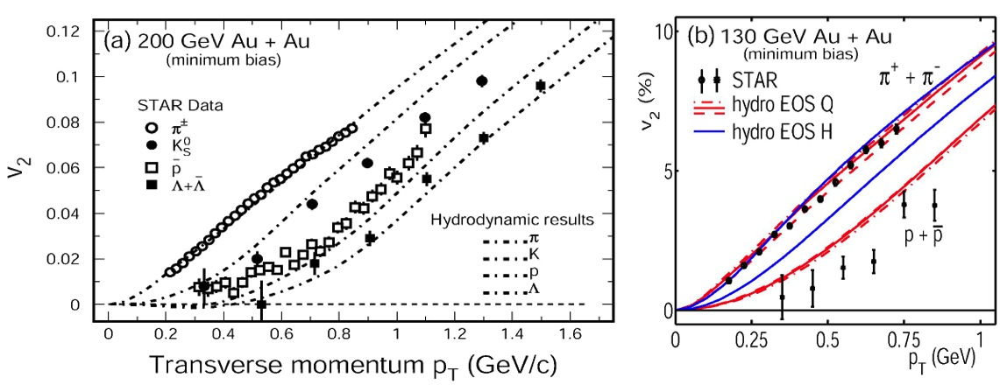 (a) 200 GeV Au + Au
(minimum bias)
STAR Data
π±
K⁰S
p̄
Λ+Λ̄
Hydrodynamic results
π
K
p
Λ
v₂
0.12
0.1
0.08
0.06
0.04
0.02
0
0 0.2 0.4 0.6 0.8 1 1.2 1.4 1.6
Transverse momentum pT (GeV/c)
(b) 130 GeV Au + Au
(minimum bias)
π⁺ + π⁻
STAR
hydro EOS Q
hydro EOS H
p + p̄
v₂ (%)
10
5
0
0 0.25 0.5 0.75 1
pT (GeV)